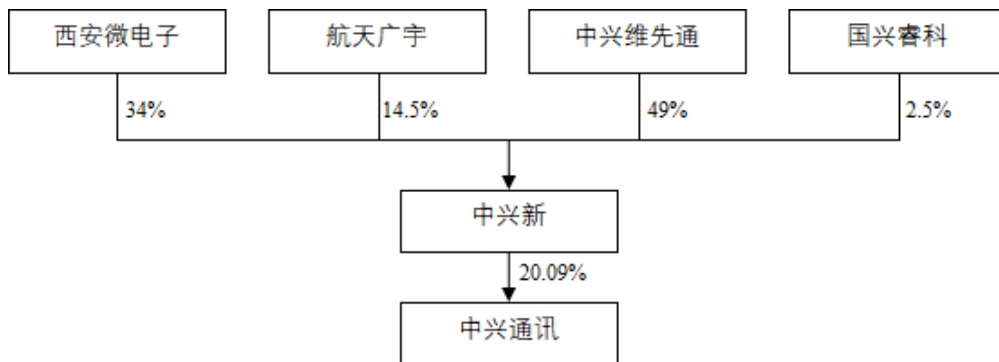 西安微电子
航天广宇
中兴维先通
国兴睿科
34%
14.5%
49%
2.5%
中兴新
20.09%
中兴通讯